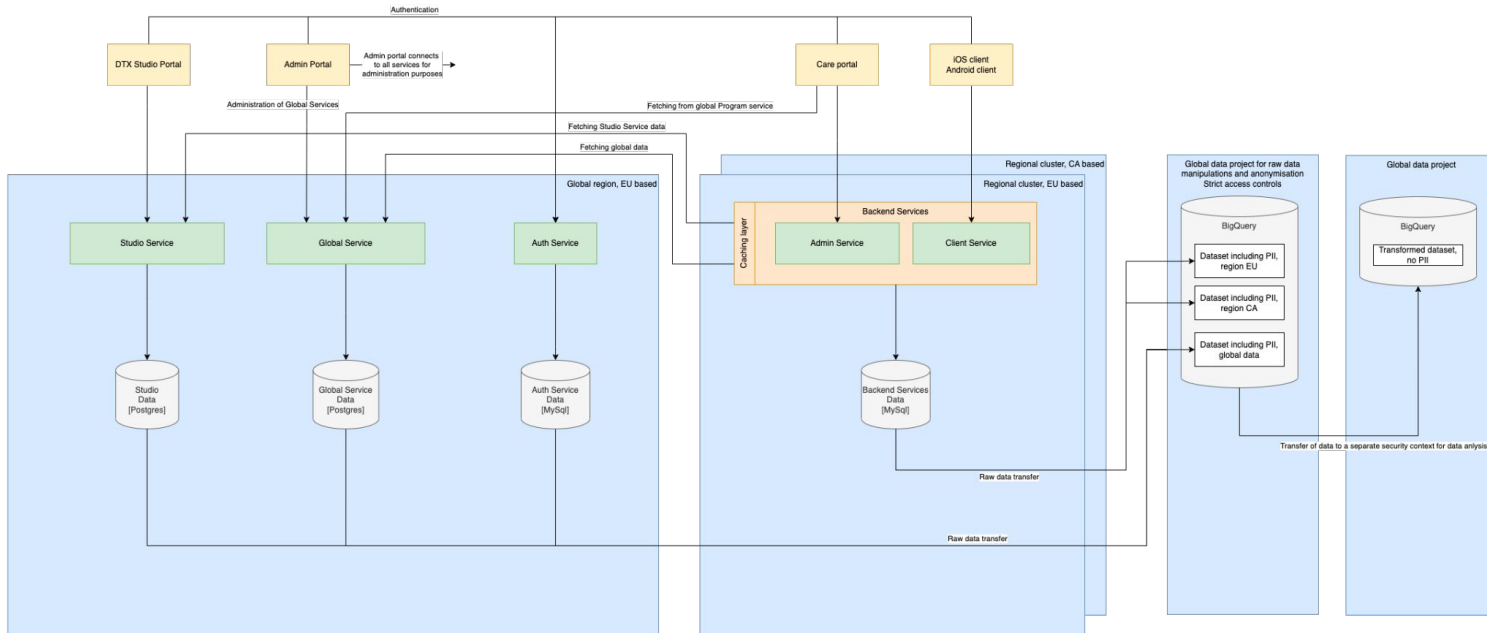 Authentication
DTX Studio Portal
Admin Portal
Admin portal connects
to all services for
administration purposes
Care portal
iOS client
Android client
Administration of Global Services
Fetching from global Program service
Fetching Studio Service data
Fetching global data
Global region, EU based
Regional cluster, CA based
Regional cluster, EU based
Global data project for raw data
manipulations and anonymisation
Strict access controls
Global data project
Studio Service
Global Service
Auth Service
Caching layer
Backend Services
Admin Service
Client Service
BigQuery
Dataset including PII,
region EU
Dataset including PII,
region CA
Dataset including PII,
global data
BigQuery
Transformed dataset,
no PII
Studio
Data
[Postgres]
Global Service
Data
[Postgres]
Auth Service
Data
[MySql]
Backend Services
Data
[MySql]
Transfer of data to a separate security context for data anlysis
Raw data transfer
Raw data transfer